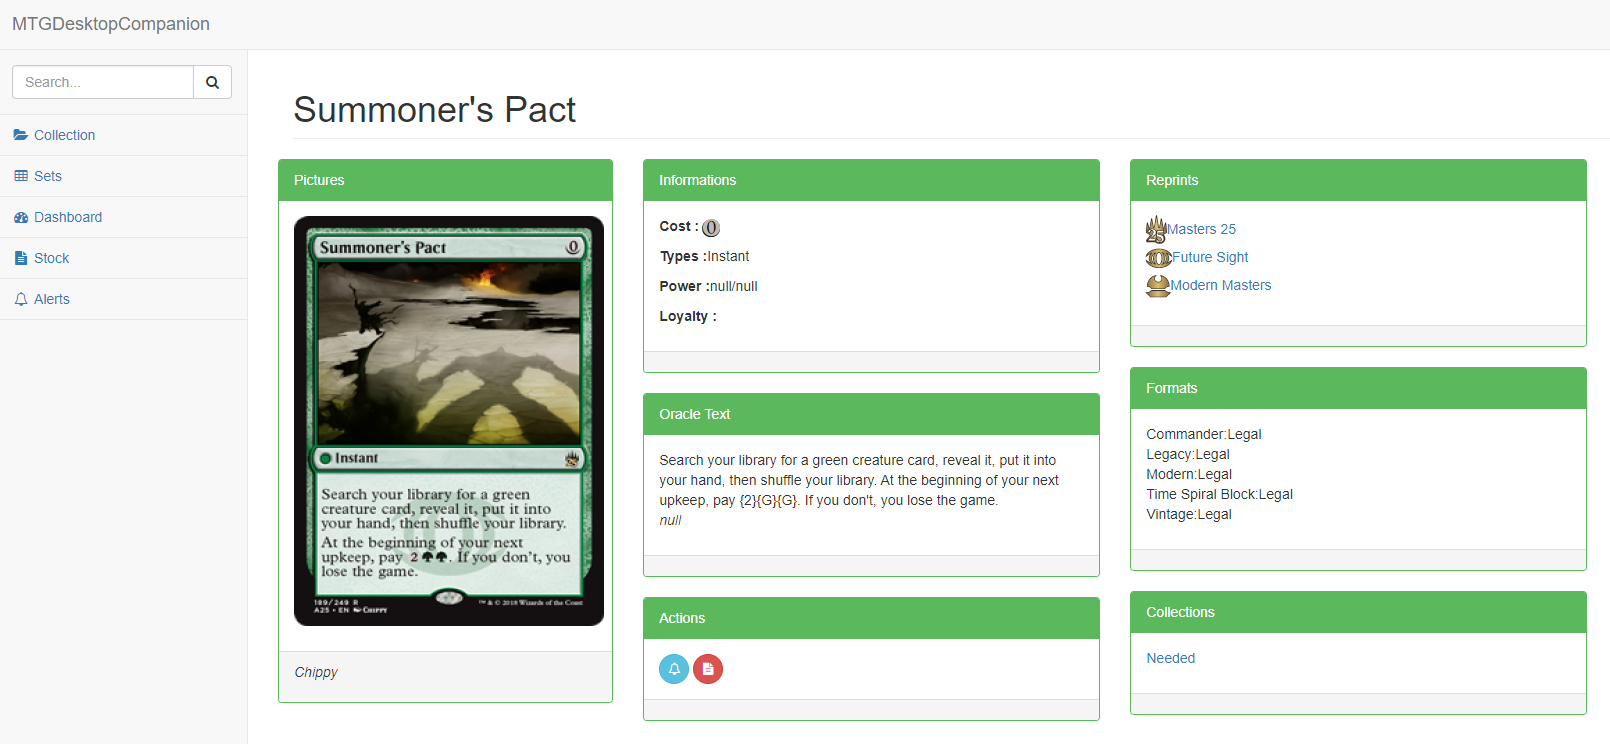 MTGDesktopCompanion
Search...
Collection
Sets
Dashboard
Stock
Alerts
Summoner's Pact
Pictures
Summoner's Pact 0
Instant
Search your library for a green
creature card, reveal it, put it into
your hand, then shuffle your library.
At the beginning of your next
upkeep, pay 2 . If you don't, you
lose the game.
189/249 R
A25 • EN CHIPPY
™ & © 2018 Wizards of the Coast
Chippy
Informations
Cost : 0
Types :Instant
Power :null/null
Loyalty :
Oracle Text
Search your library for a green creature card, reveal it, put it into
your hand, then shuffle your library. At the beginning of your next
upkeep, pay {2}{G}{G}. If you don't, you lose the game.
null
Actions
Reprints
25 Masters 25
Future Sight
Modern Masters
Formats
Commander:Legal
Legacy:Legal
Modern:Legal
Time Spiral Block:Legal
Vintage:Legal
Collections
Needed